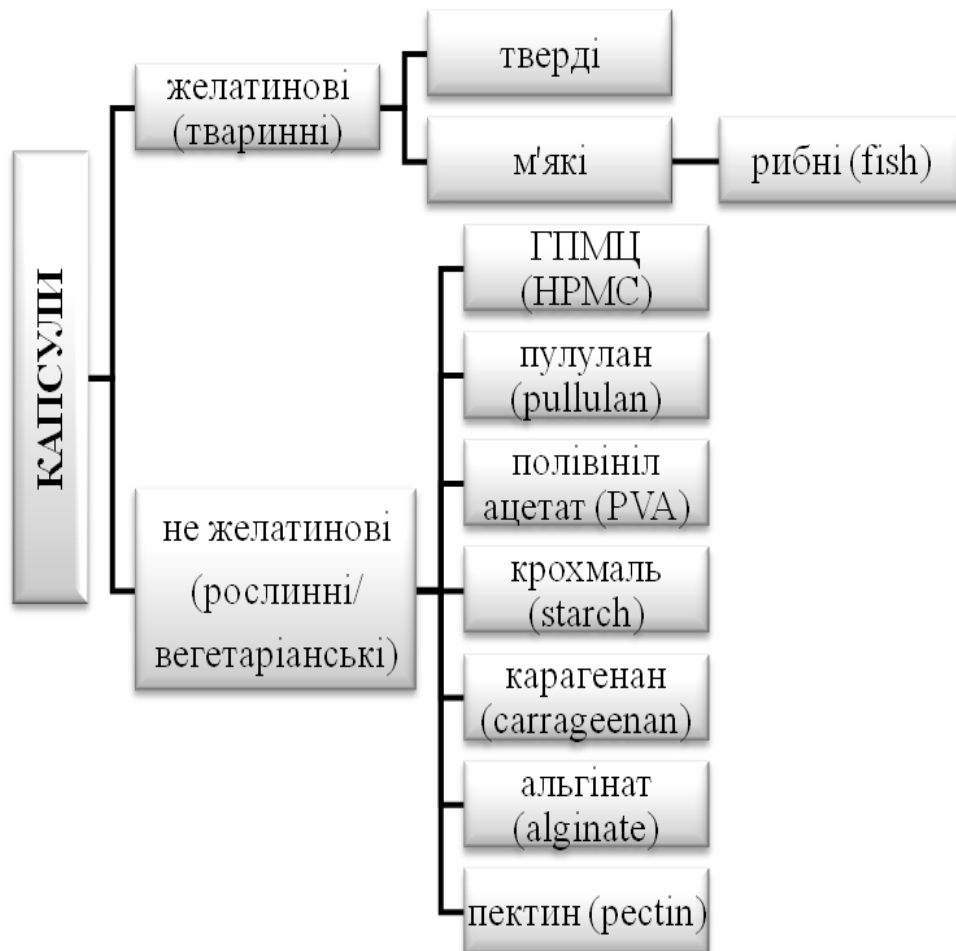 КАПСУЛИ
желатинові
(тваринні)
тверді
м'які
рибні (fish)
не желатинові
(рослинні/
вегетаріанські)
ГПМЦ
(HPMC)
пулулан
(pullulan)
полівініл
ацетат (PVA)
крохмаль
(starch)
карагенан
(carrageenan)
альгінат
(alginate)
пектин (pectin)